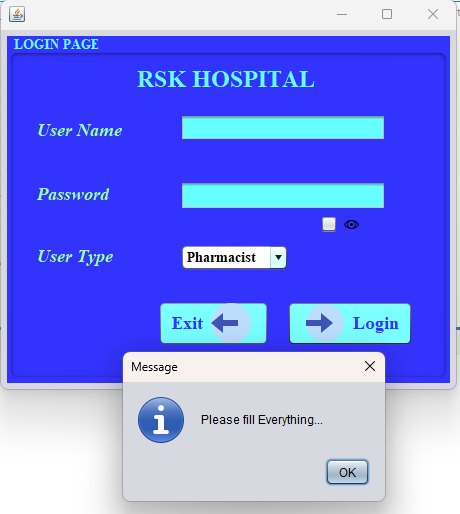 LOGIN PAGE
RSK HOSPITAL
User Name
Password
User Type
Pharmacist
Exit
Login
Message
Please fill Everything...
OK